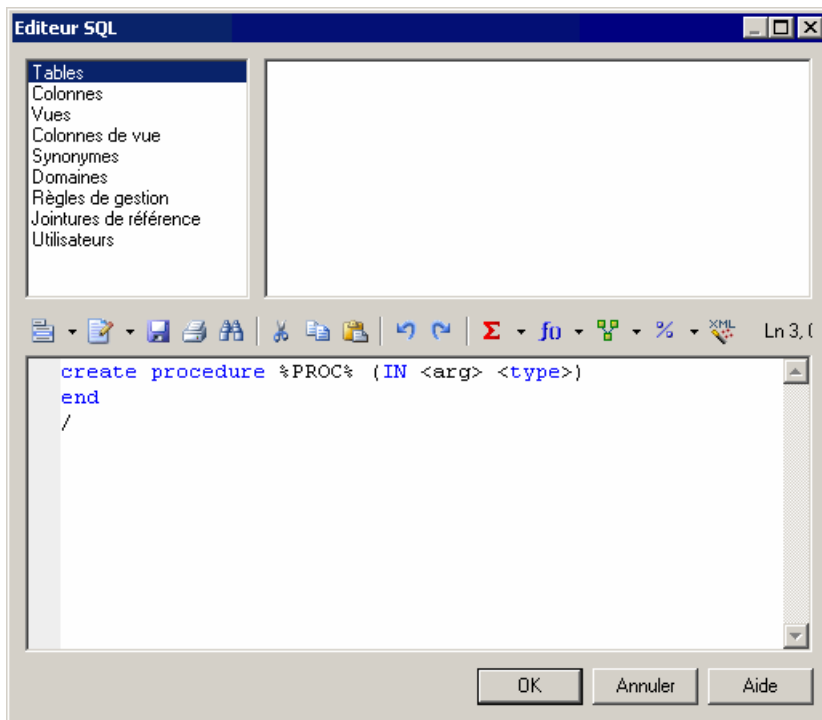 Editeur SQL
Tables
Colonnes
Vues
Colonnes de vue
Synonymes
Domaines
Règles de gestion
Jointures de référence
Utilisateurs
Σ f() % XML Ln 3,
create procedure %PROC% (IN <arg> <type>)
end
/
OK Annuler Aide